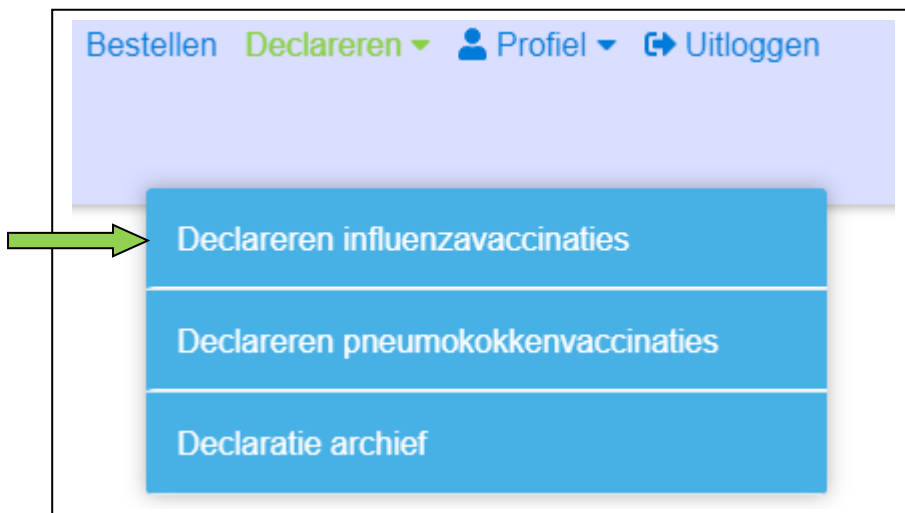 Bestellen Declareren Profiel Uitloggen
Declareren influenzavaccinaties
Declareren pneumokokkenvaccinaties
Declaratie archief